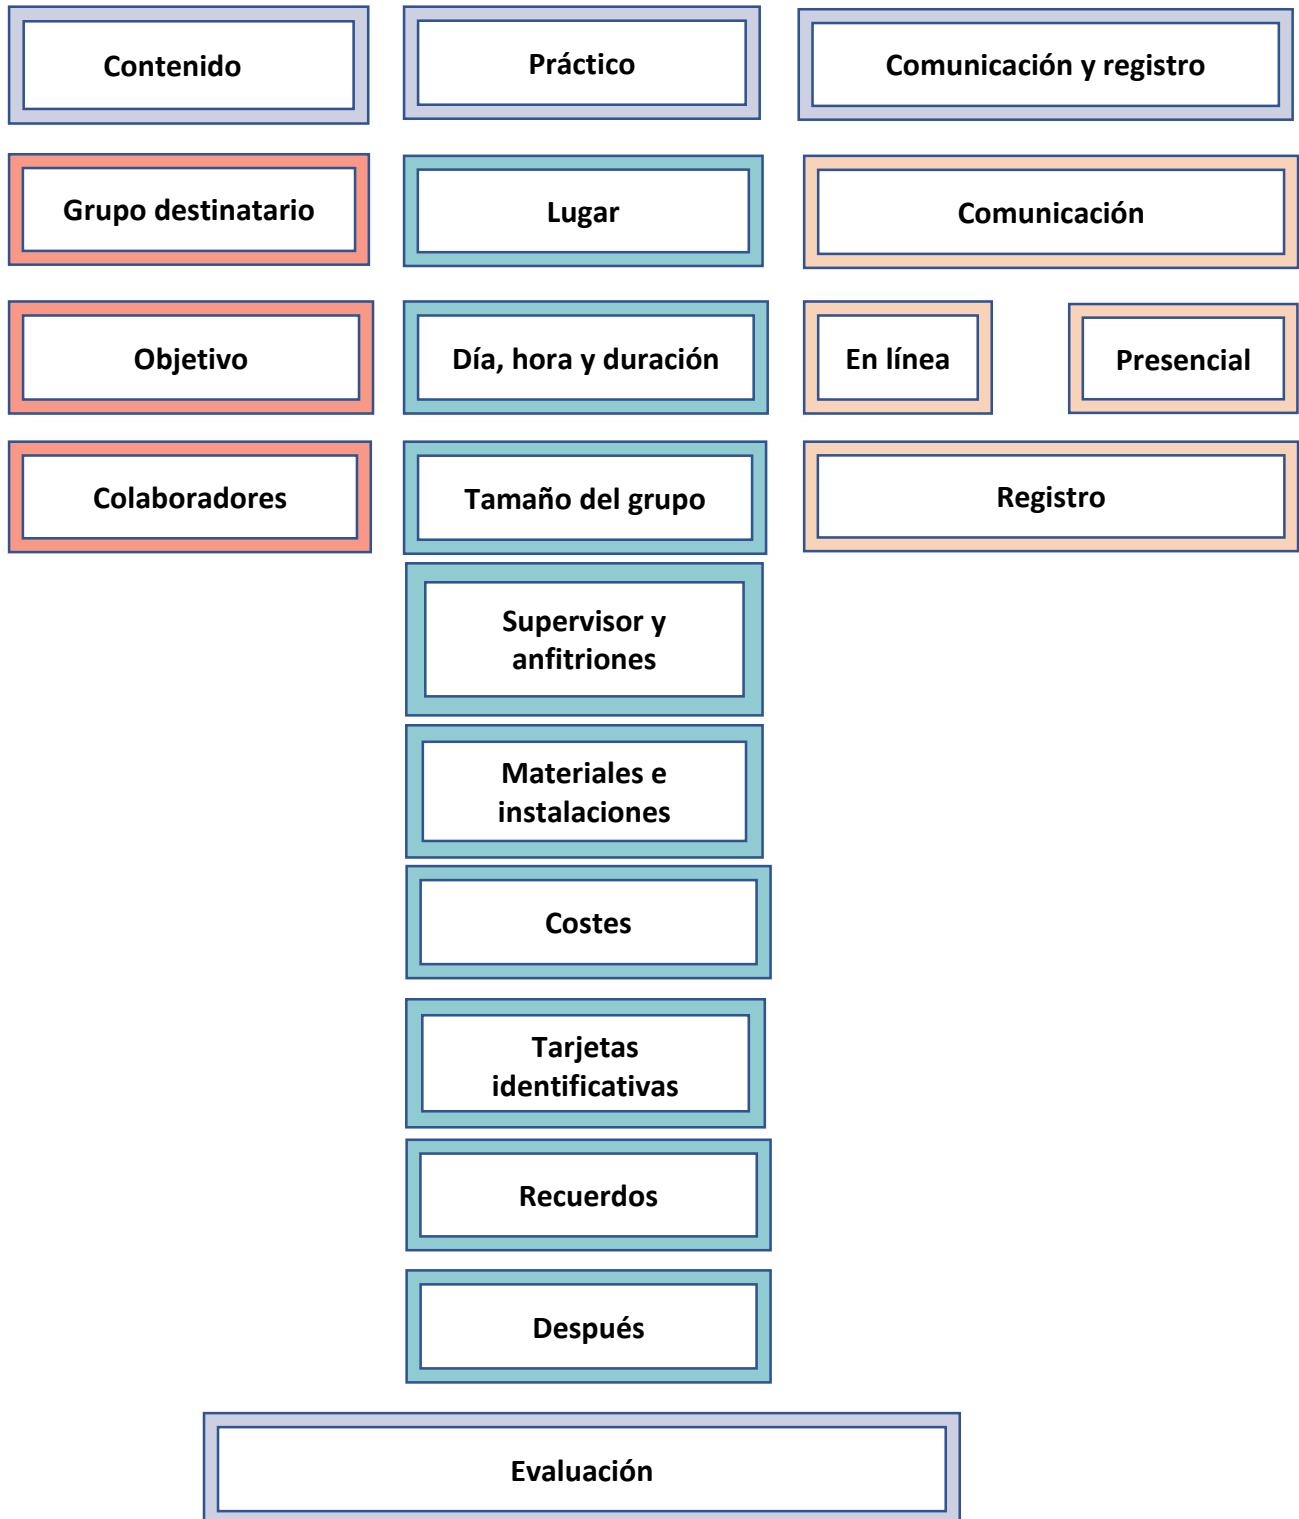 Contenido
Práctico
Comunicación y registro
Grupo destinatario
Lugar
Comunicación
Objetivo
Día, hora y duración
En línea
Presencial
Colaboradores
Tamaño del grupo
Registro
Supervisor y
anfitriones
Materiales e
instalaciones
Costes
Tarjetas
identificativas
Recuerdos
Después
Evaluación